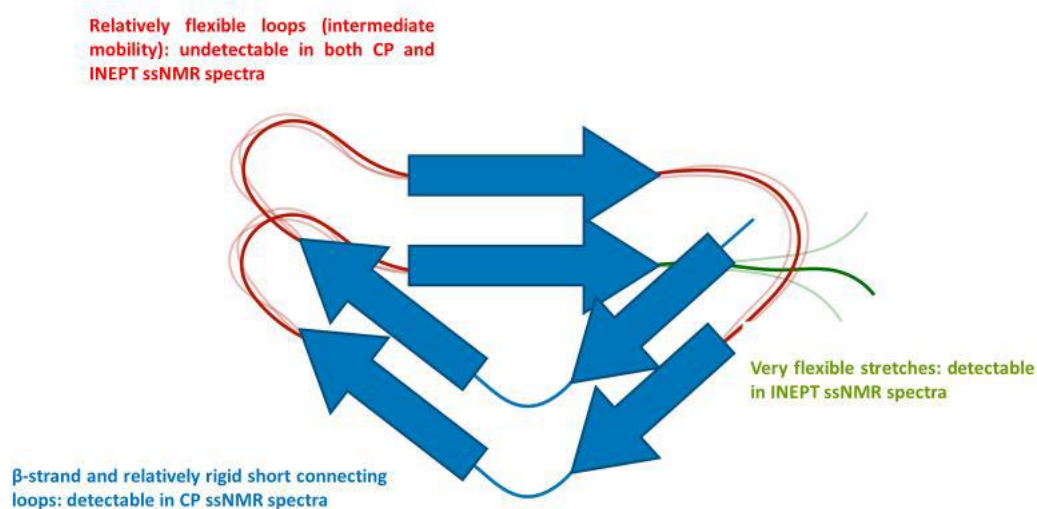 Relatively flexible loops (intermediate
mobility): undetectable in both CP and
INEPT ssNMR spectra
Very flexible stretches: detectable
in INEPT ssNMR spectra
β-strand and relatively rigid short connecting
loops: detectable in CP ssNMR spectra